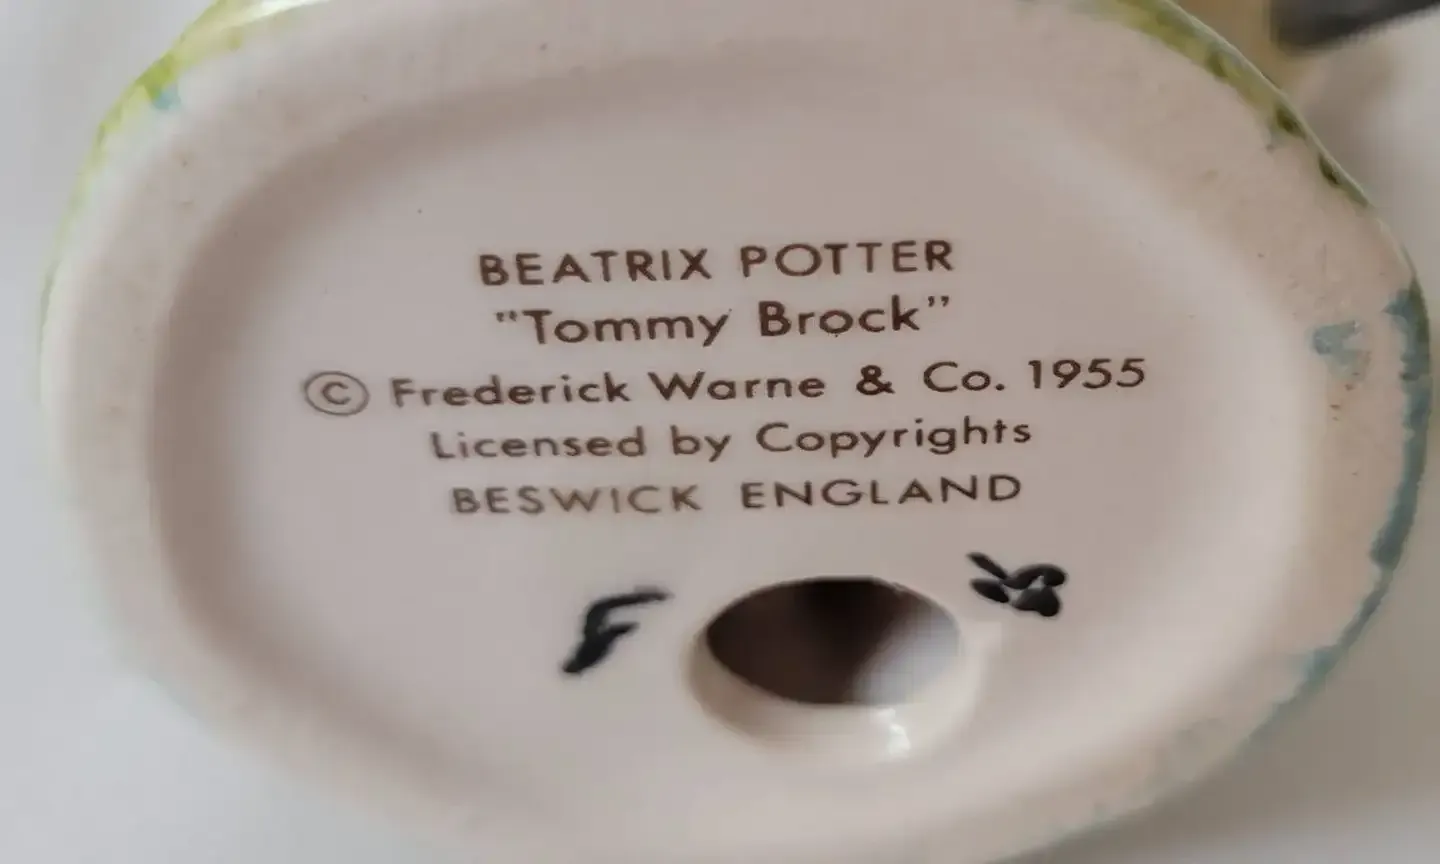 BEATRIX POTTER
"Tommy Brock"
© Frederick Warne & Co. 1955
Licensed by Copyrights
BESWICK ENGLAND
F